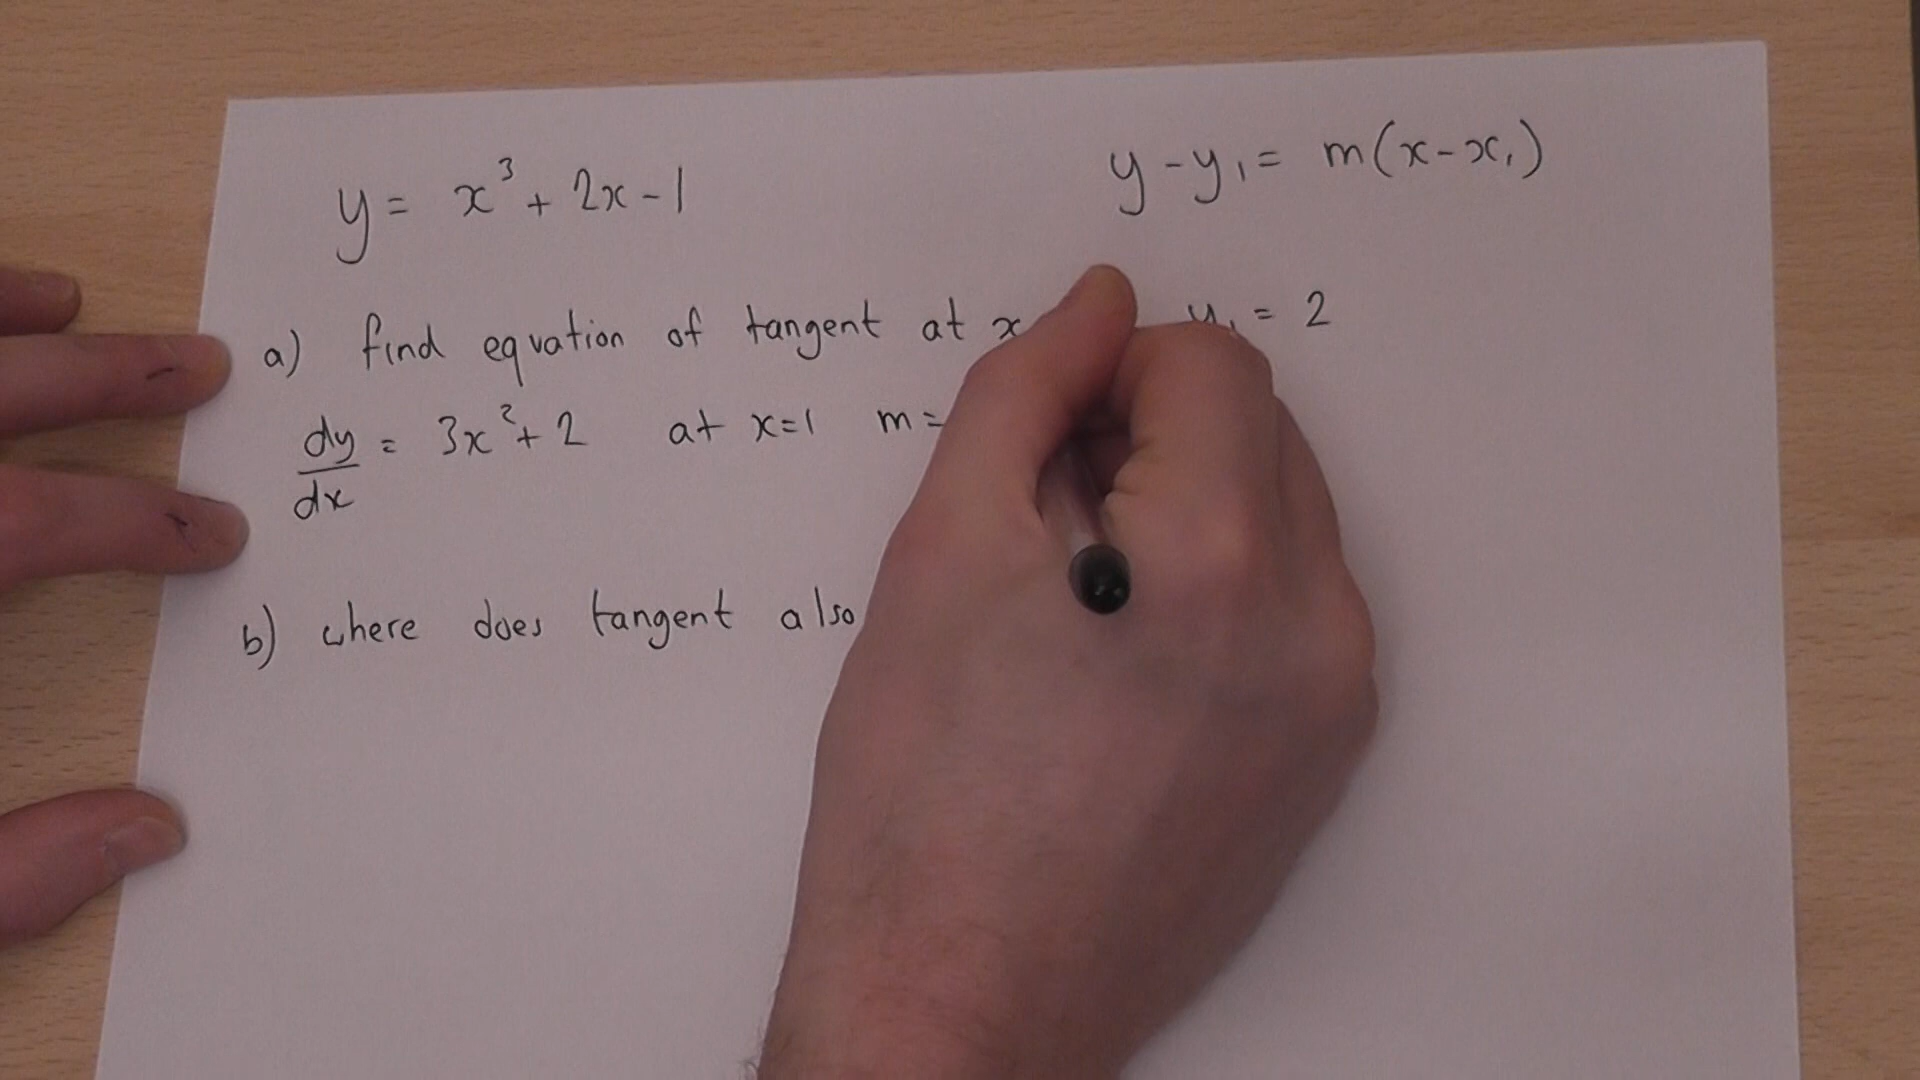 y = x³ + 2x - 1
y - y₁ = m(x - x₁)
a) find equation of tangent at x y₁ = 2
dy/dx = 3x² + 2 at x=1 m=
b) where does tangent also